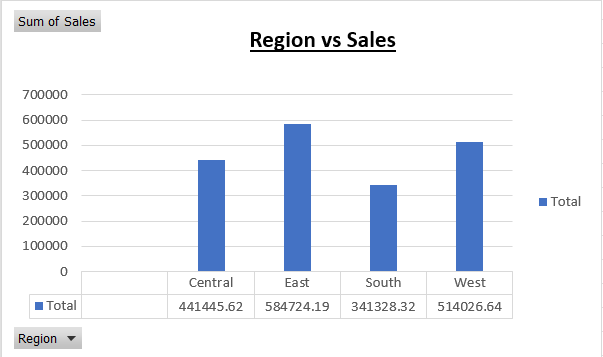 Sum of Sales
Region vs Sales
700000
600000
500000
400000
300000
200000
100000
0
Total
Central East South West
Total 441445.62 584724.19 341328.32 514026.64
Region